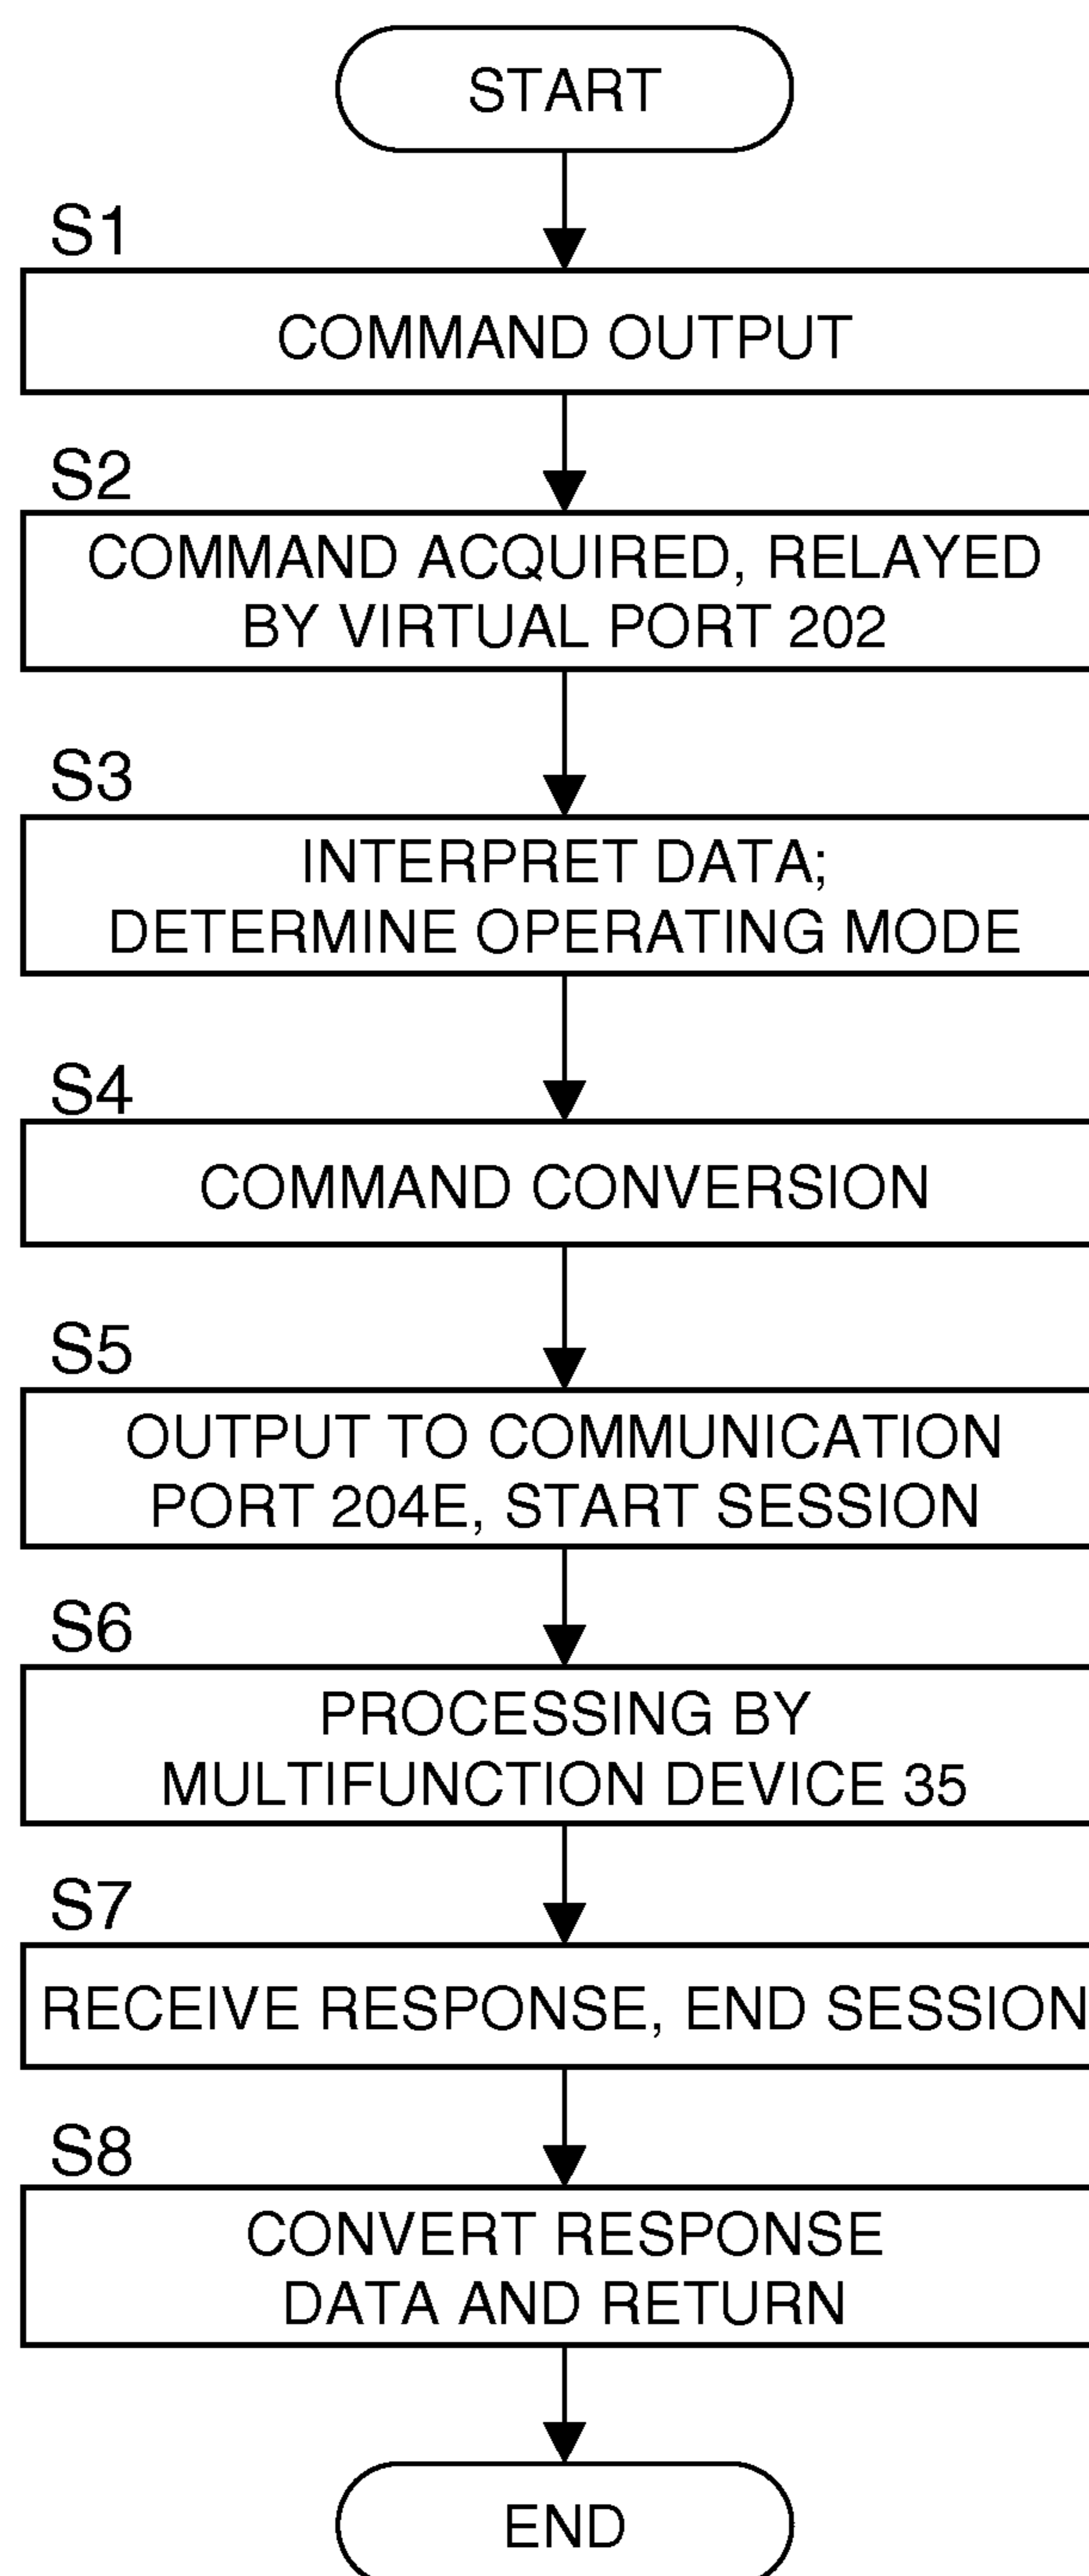 START
S1
COMMAND OUTPUT
S2
COMMAND ACQUIRED, RELAYED
BY VIRTUAL PORT 202
S3
INTERPRET DATA;
DETERMINE OPERATING MODE
S4
COMMAND CONVERSION
S5
OUTPUT TO COMMUNICATION
PORT 204E, START SESSION
S6
PROCESSING BY
MULTIFUNCTION DEVICE 35
S7
RECEIVE RESPONSE, END SESSION
S8
CONVERT RESPONSE
DATA AND RETURN
END